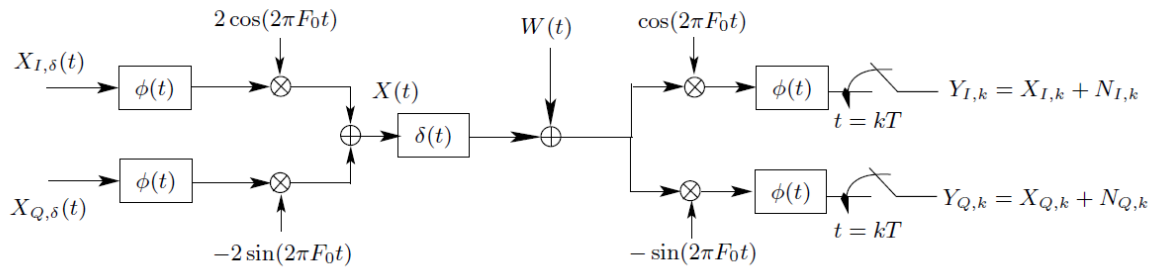 2 cos(2πF₀t)
W(t)
cos(2πF₀t)
X_{I,δ}(t)
φ(t)
⊗
X(t)
⊗
φ(t)
Y_{I,k} = X_{I,k} + N_{I,k}
t = kT
⊕
δ(t)
⊕
φ(t)
⊗
⊗
φ(t)
Y_{Q,k} = X_{Q,k} + N_{Q,k}
X_{Q,δ}(t)
t = kT
−2 sin(2πF₀t)
− sin(2πF₀t)